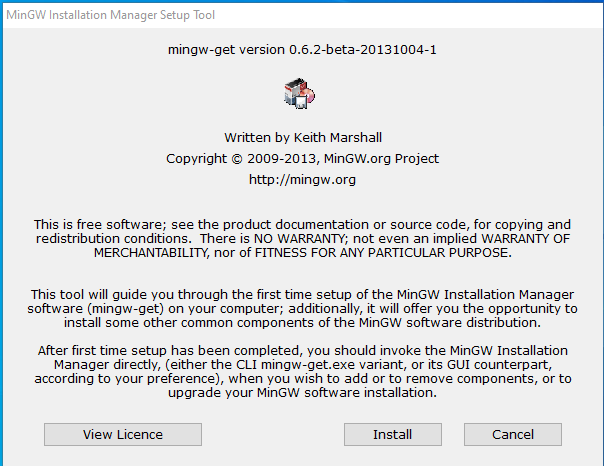 MinGW Installation Manager Setup Tool
mingw-get version 0.6.2-beta-20131004-1
Written by Keith Marshall
Copyright © 2009-2013, MinGW.org Project
http://mingw.org
This is free software; see the product documentation or source code, for copying and
redistribution conditions.  There is NO WARRANTY; not even an implied WARRANTY OF
MERCHANTABILITY, nor of FITNESS FOR ANY PARTICULAR PURPOSE.
This tool will guide you through the first time setup of the MinGW Installation Manager
software (mingw-get) on your computer; additionally, it will offer you the opportunity to
install some other common components of the MinGW software distribution.
After first time setup has been completed, you should invoke the MinGW Installation
Manager directly, (either the CLI mingw-get.exe variant, or its GUI counterpart,
according to your preference), when you wish to add or to remove components, or to
upgrade your MinGW software installation.
View Licence
Install
Cancel